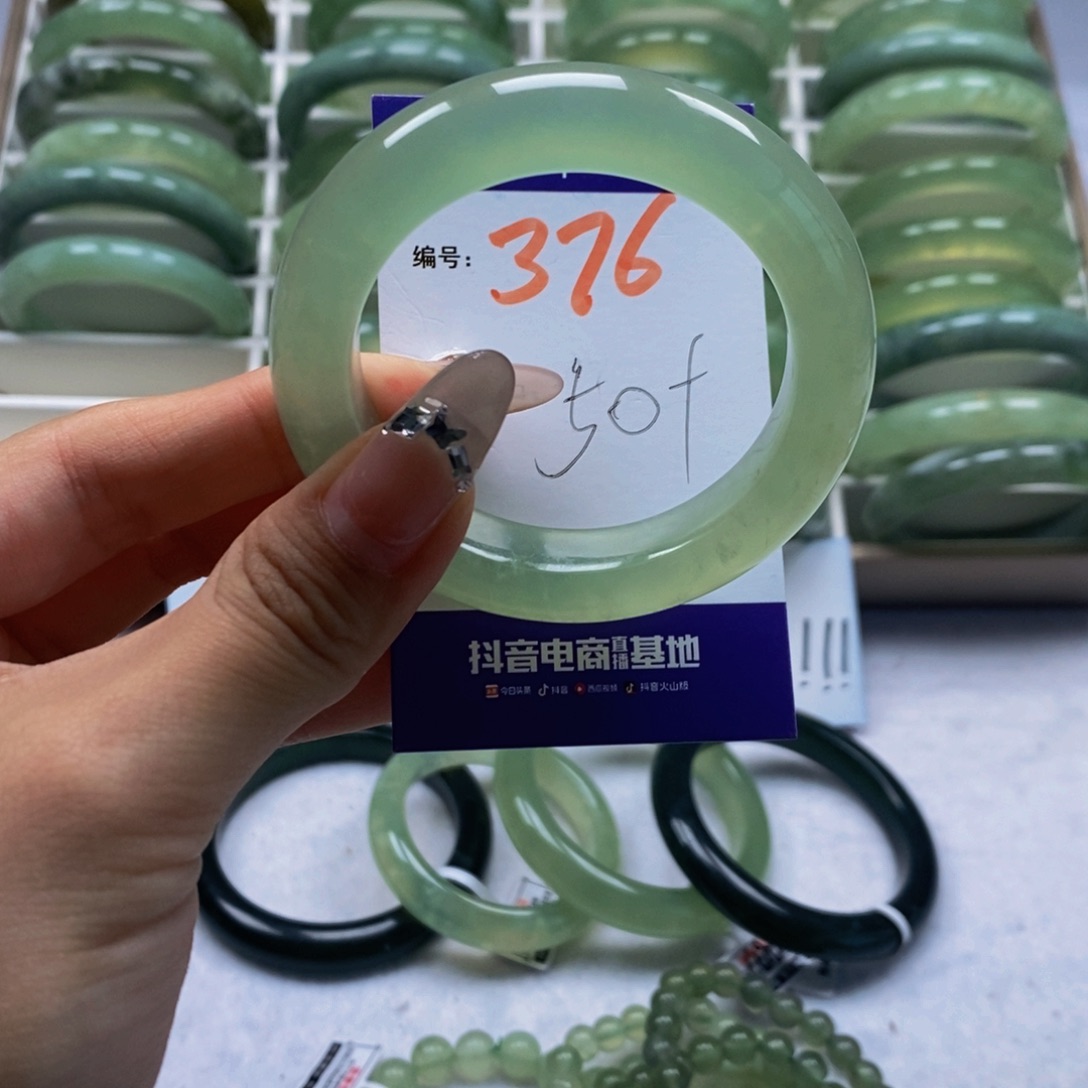 编号: 376
50f
抖音电商直播基地
今日头条 抖音 西瓜视频 抖音火山版